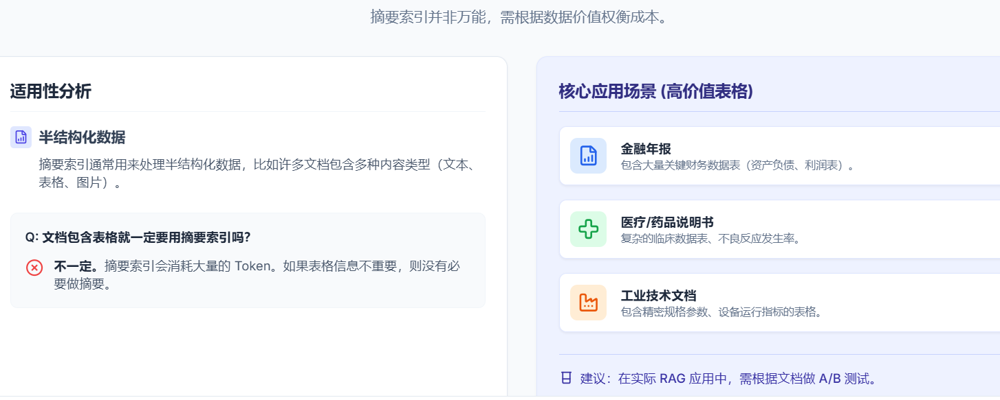 摘要索引并非万能，需根据数据价值权衡成本。
适用性分析
半结构化数据
摘要索引通常用来处理半结构化数据，比如许多文档包含多种内容类型（文本、
表格、图片）。
Q: 文档包含表格就一定要用摘要索引吗？
不一定。摘要索引会消耗大量的 Token。如果表格信息不重要，则没有必
要做摘要。
核心应用场景 (高价值表格)
金融年报
包含大量关键财务数据表（资产负债、利润表）。
医疗/药品说明书
复杂的临床数据表、不良反应发生率。
工业技术文档
包含精密规格参数、设备运行指标的表格。
建议：在实际 RAG 应用中，需根据文档做 A/B 测试。